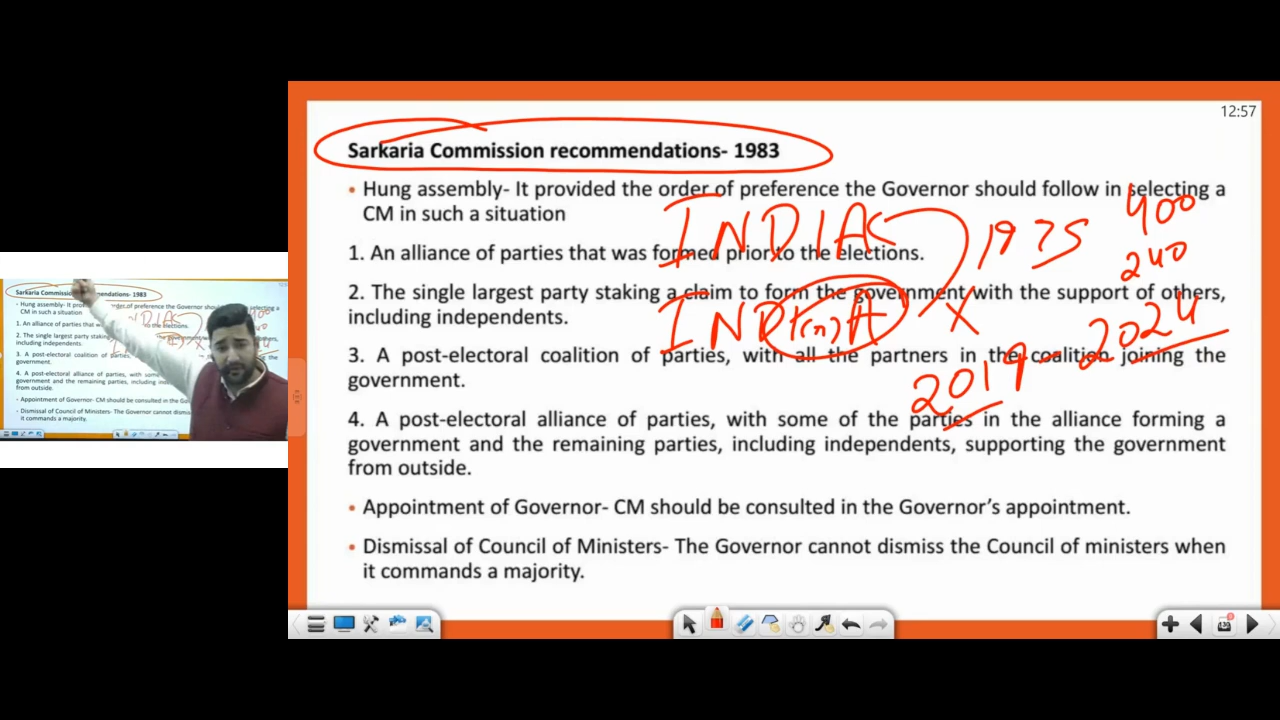 12:57
Sarkaria Commission recommendations- 1983
• Hung assembly- It provided the order of preference the Governor should follow in selecting a
CM in such a situation
1. An alliance of parties that was formed prior to the elections.
2. The single largest party staking a claim to form the government with the support of others,
including independents.
3. A post-electoral coalition of parties, with all the partners in the coalition joining the
government.
4. A post-electoral alliance of parties, with some of the parties in the alliance forming a
government and the remaining parties, including independents, supporting the government
from outside.
• Appointment of Governor- CM should be consulted in the Governor's appointment.
• Dismissal of Council of Ministers- The Governor cannot dismiss the Council of ministers when
it commands a majority.
INDIA
1975
400
240
2019-2024